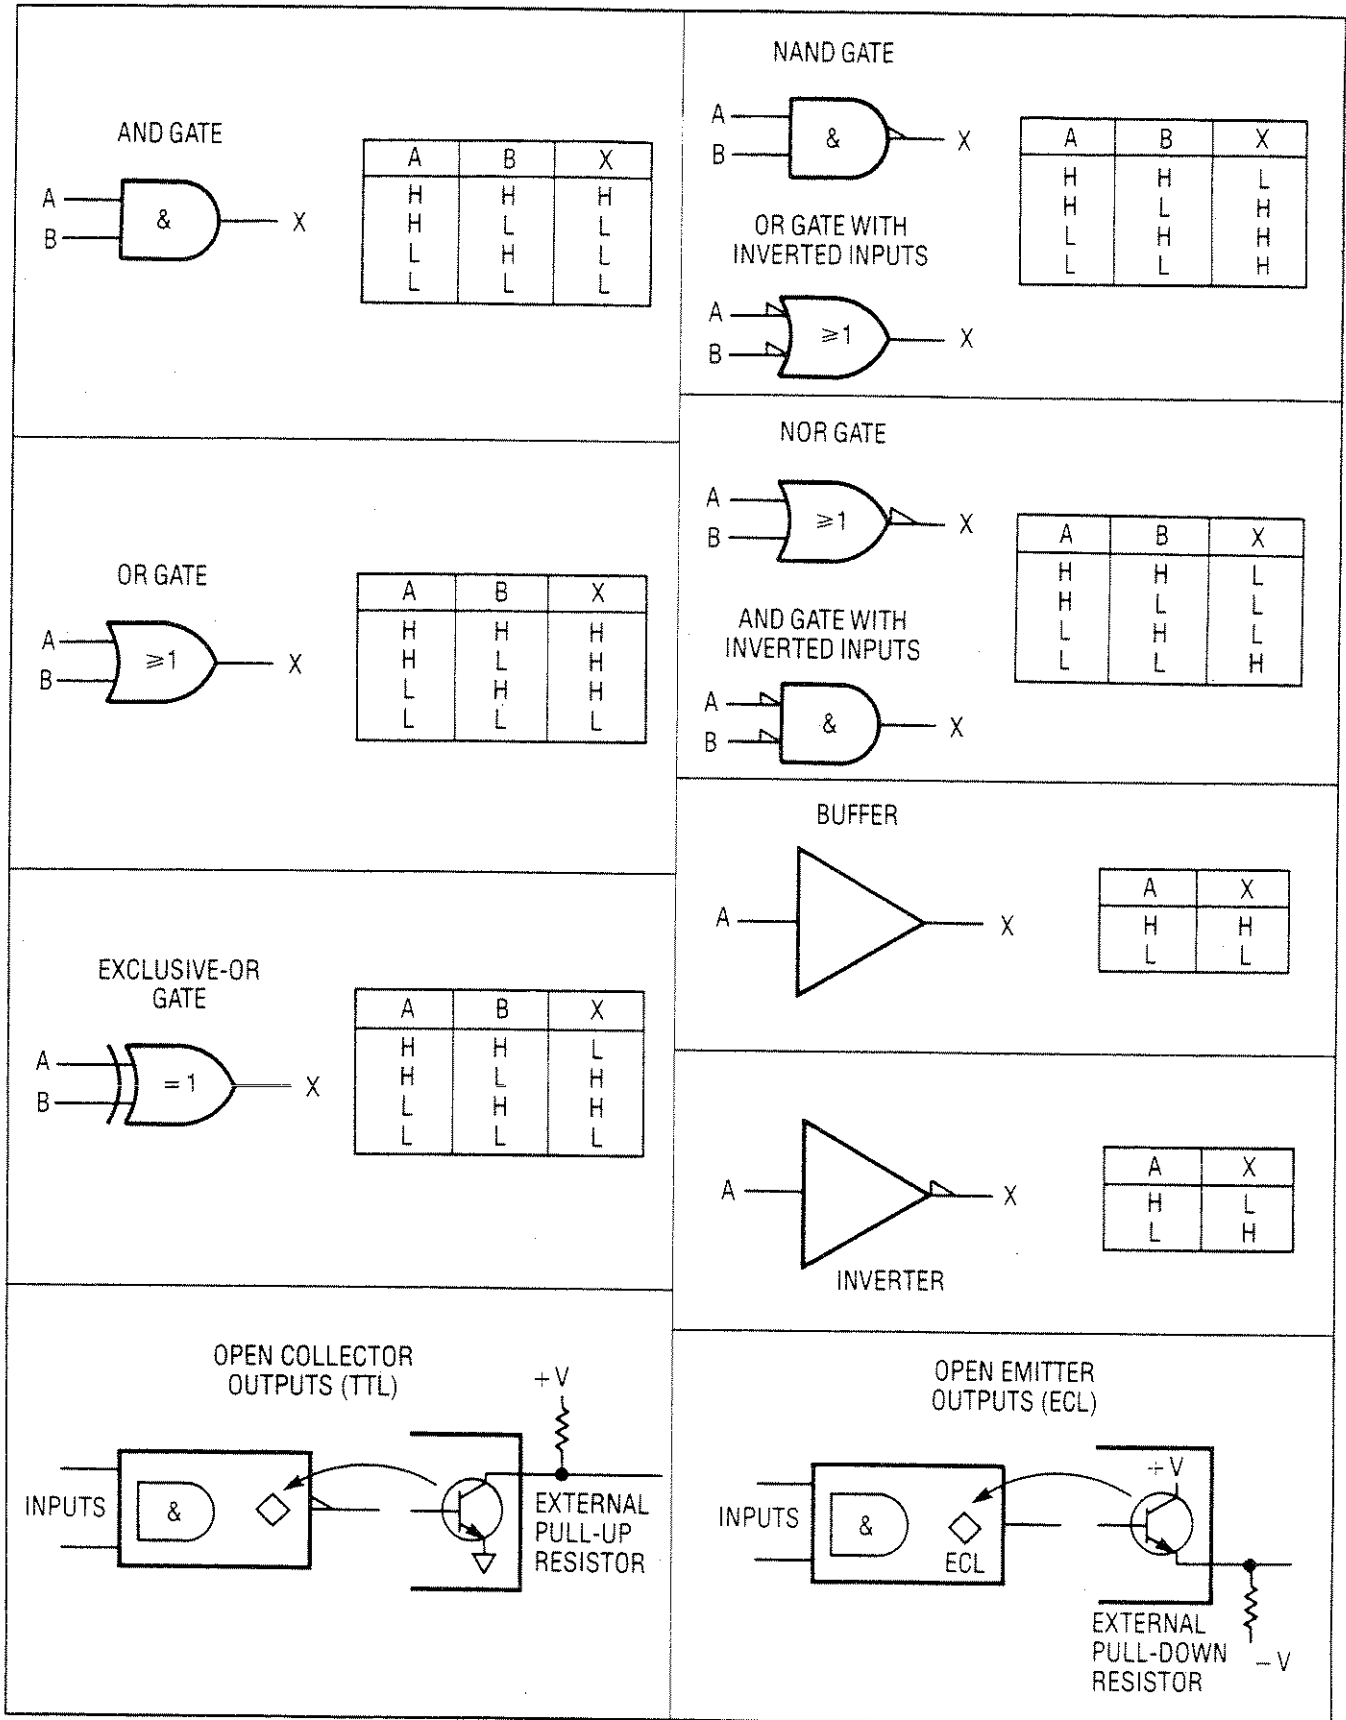 AND GATE
A
B
&
X
A B X
H H H
H L L
L H L
L L L
NAND GATE
A
B
&
X
OR GATE WITH
INVERTED INPUTS
A
B
≥1
X
A B X
H H L
H L H
L H H
L L H
OR GATE
A
B
≥1
X
A B X
H H H
H L H
L H H
L L L
NOR GATE
A
B
≥1
X
AND GATE WITH
INVERTED INPUTS
A
B
&
X
A B X
H H L
H L L
L H L
L L H
EXCLUSIVE-OR
GATE
A
B
=1
X
A B X
H H L
H L H
L H H
L L L
BUFFER
A
X
A X
H H
L L
A
X
INVERTER
A X
H L
L H
OPEN COLLECTOR
OUTPUTS (TTL)
+V
INPUTS
&
EXTERNAL
PULL-UP
RESISTOR
OPEN EMITTER
OUTPUTS (ECL)
+V
INPUTS
&
ECL
EXTERNAL
PULL-DOWN
RESISTOR
−V